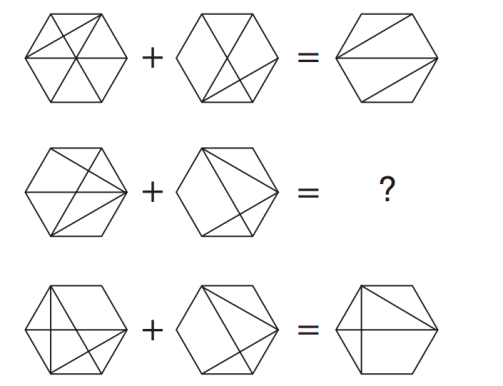 + =
+ = ?
+ =